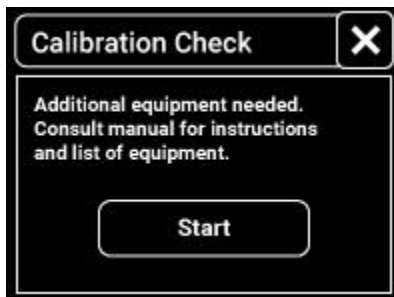 Calibration Check
Additional equipment needed.
Consult manual for instructions
and list of equipment.
Start